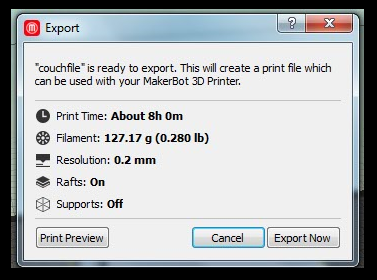 Export
"couchfile" is ready to export. This will create a print file which
can be used with your MakerBot 3D Printer.
Print Time: About 8h 0m
Filament: 127.17 g (0.280 lb)
Resolution: 0.2 mm
Rafts: On
Supports: Off
Print Preview
Cancel
Export Now